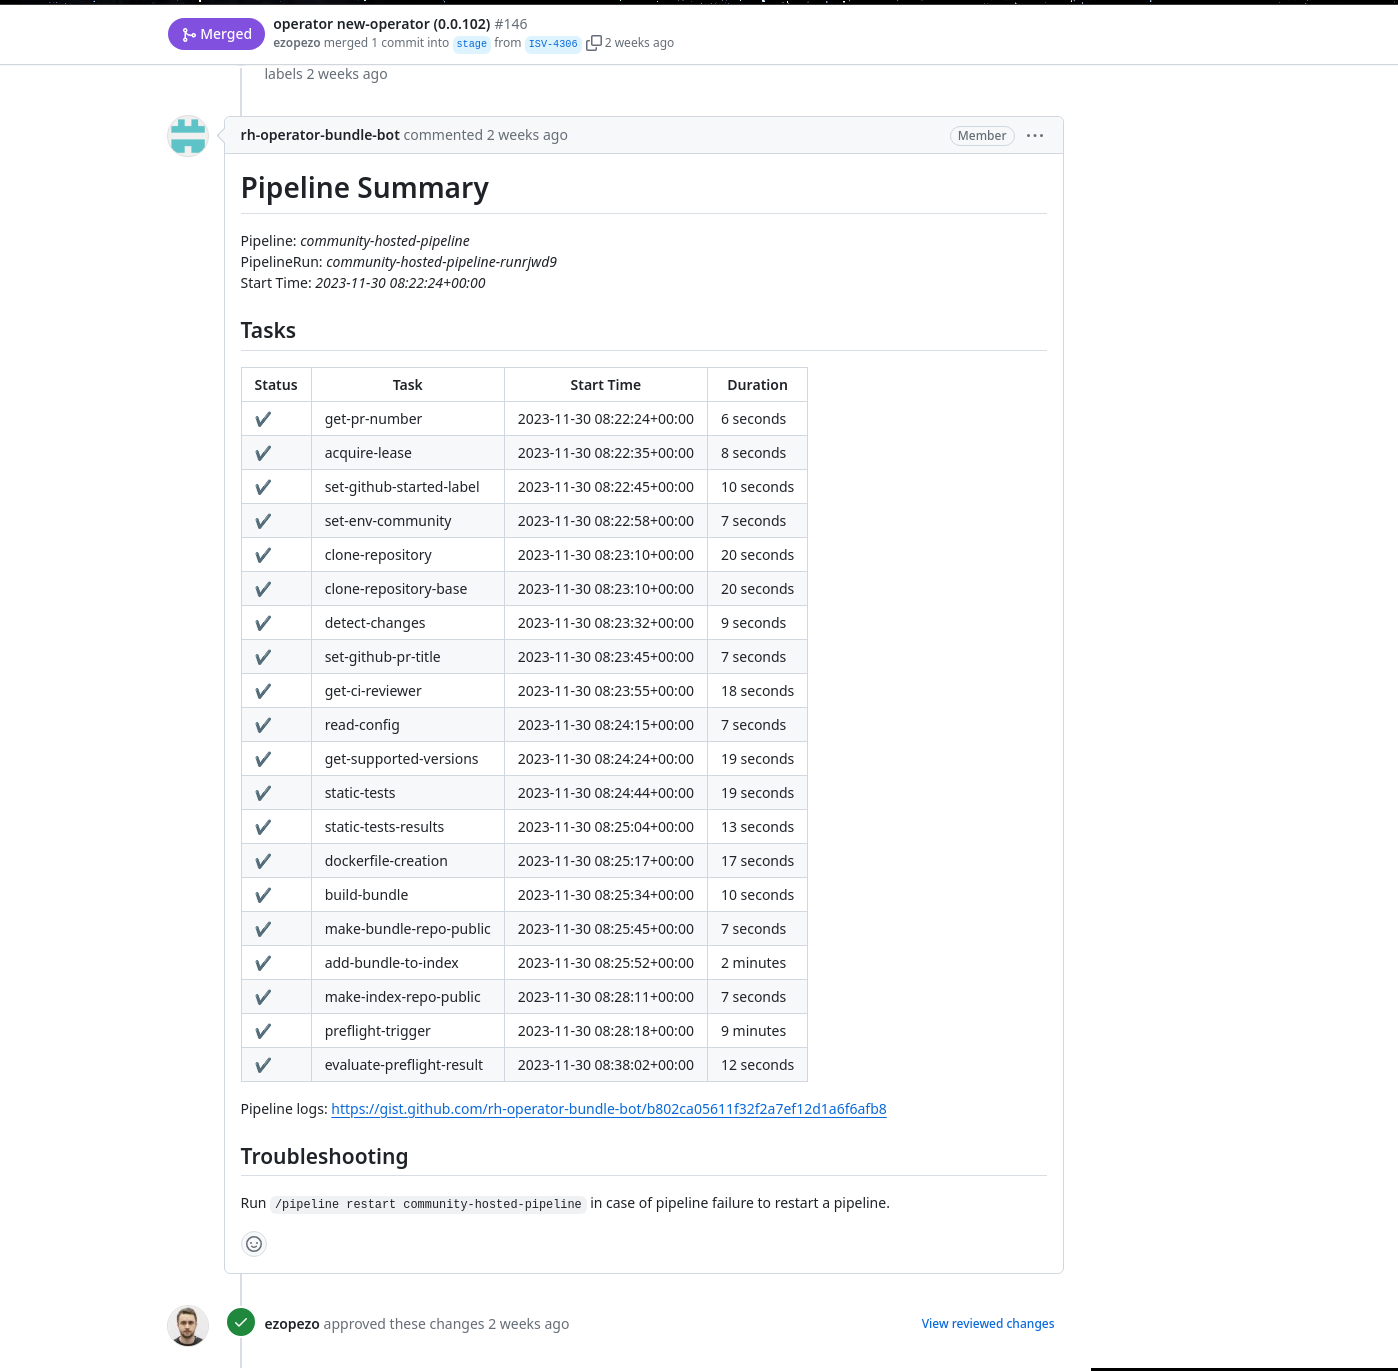 Merged
operator new-operator (0.0.102) #146
ezopezo merged 1 commit into stage from ISV-4306 2 weeks ago
labels 2 weeks ago
rh-operator-bundle-bot commented 2 weeks ago Member
Pipeline Summary
Pipeline: community-hosted-pipeline
PipelineRun: community-hosted-pipeline-runrjwd9
Start Time: 2023-11-30 08:22:24+00:00
Tasks
Status Task Start Time Duration
✔ get-pr-number 2023-11-30 08:22:24+00:00 6 seconds
✔ acquire-lease 2023-11-30 08:22:35+00:00 8 seconds
✔ set-github-started-label 2023-11-30 08:22:45+00:00 10 seconds
✔ set-env-community 2023-11-30 08:22:58+00:00 7 seconds
✔ clone-repository 2023-11-30 08:23:10+00:00 20 seconds
✔ clone-repository-base 2023-11-30 08:23:10+00:00 20 seconds
✔ detect-changes 2023-11-30 08:23:32+00:00 9 seconds
✔ set-github-pr-title 2023-11-30 08:23:45+00:00 7 seconds
✔ get-ci-reviewer 2023-11-30 08:23:55+00:00 18 seconds
✔ read-config 2023-11-30 08:24:15+00:00 7 seconds
✔ get-supported-versions 2023-11-30 08:24:24+00:00 19 seconds
✔ static-tests 2023-11-30 08:24:44+00:00 19 seconds
✔ static-tests-results 2023-11-30 08:25:04+00:00 13 seconds
✔ dockerfile-creation 2023-11-30 08:25:17+00:00 17 seconds
✔ build-bundle 2023-11-30 08:25:34+00:00 10 seconds
✔ make-bundle-repo-public 2023-11-30 08:25:45+00:00 7 seconds
✔ add-bundle-to-index 2023-11-30 08:25:52+00:00 2 minutes
✔ make-index-repo-public 2023-11-30 08:28:11+00:00 7 seconds
✔ preflight-trigger 2023-11-30 08:28:18+00:00 9 minutes
✔ evaluate-preflight-result 2023-11-30 08:38:02+00:00 12 seconds
Pipeline logs: https://gist.github.com/rh-operator-bundle-bot/b802ca05611f32f2a7ef12d1a6f6afb8
Troubleshooting
Run /pipeline restart community-hosted-pipeline in case of pipeline failure to restart a pipeline.
ezopezo approved these changes 2 weeks ago View reviewed changes